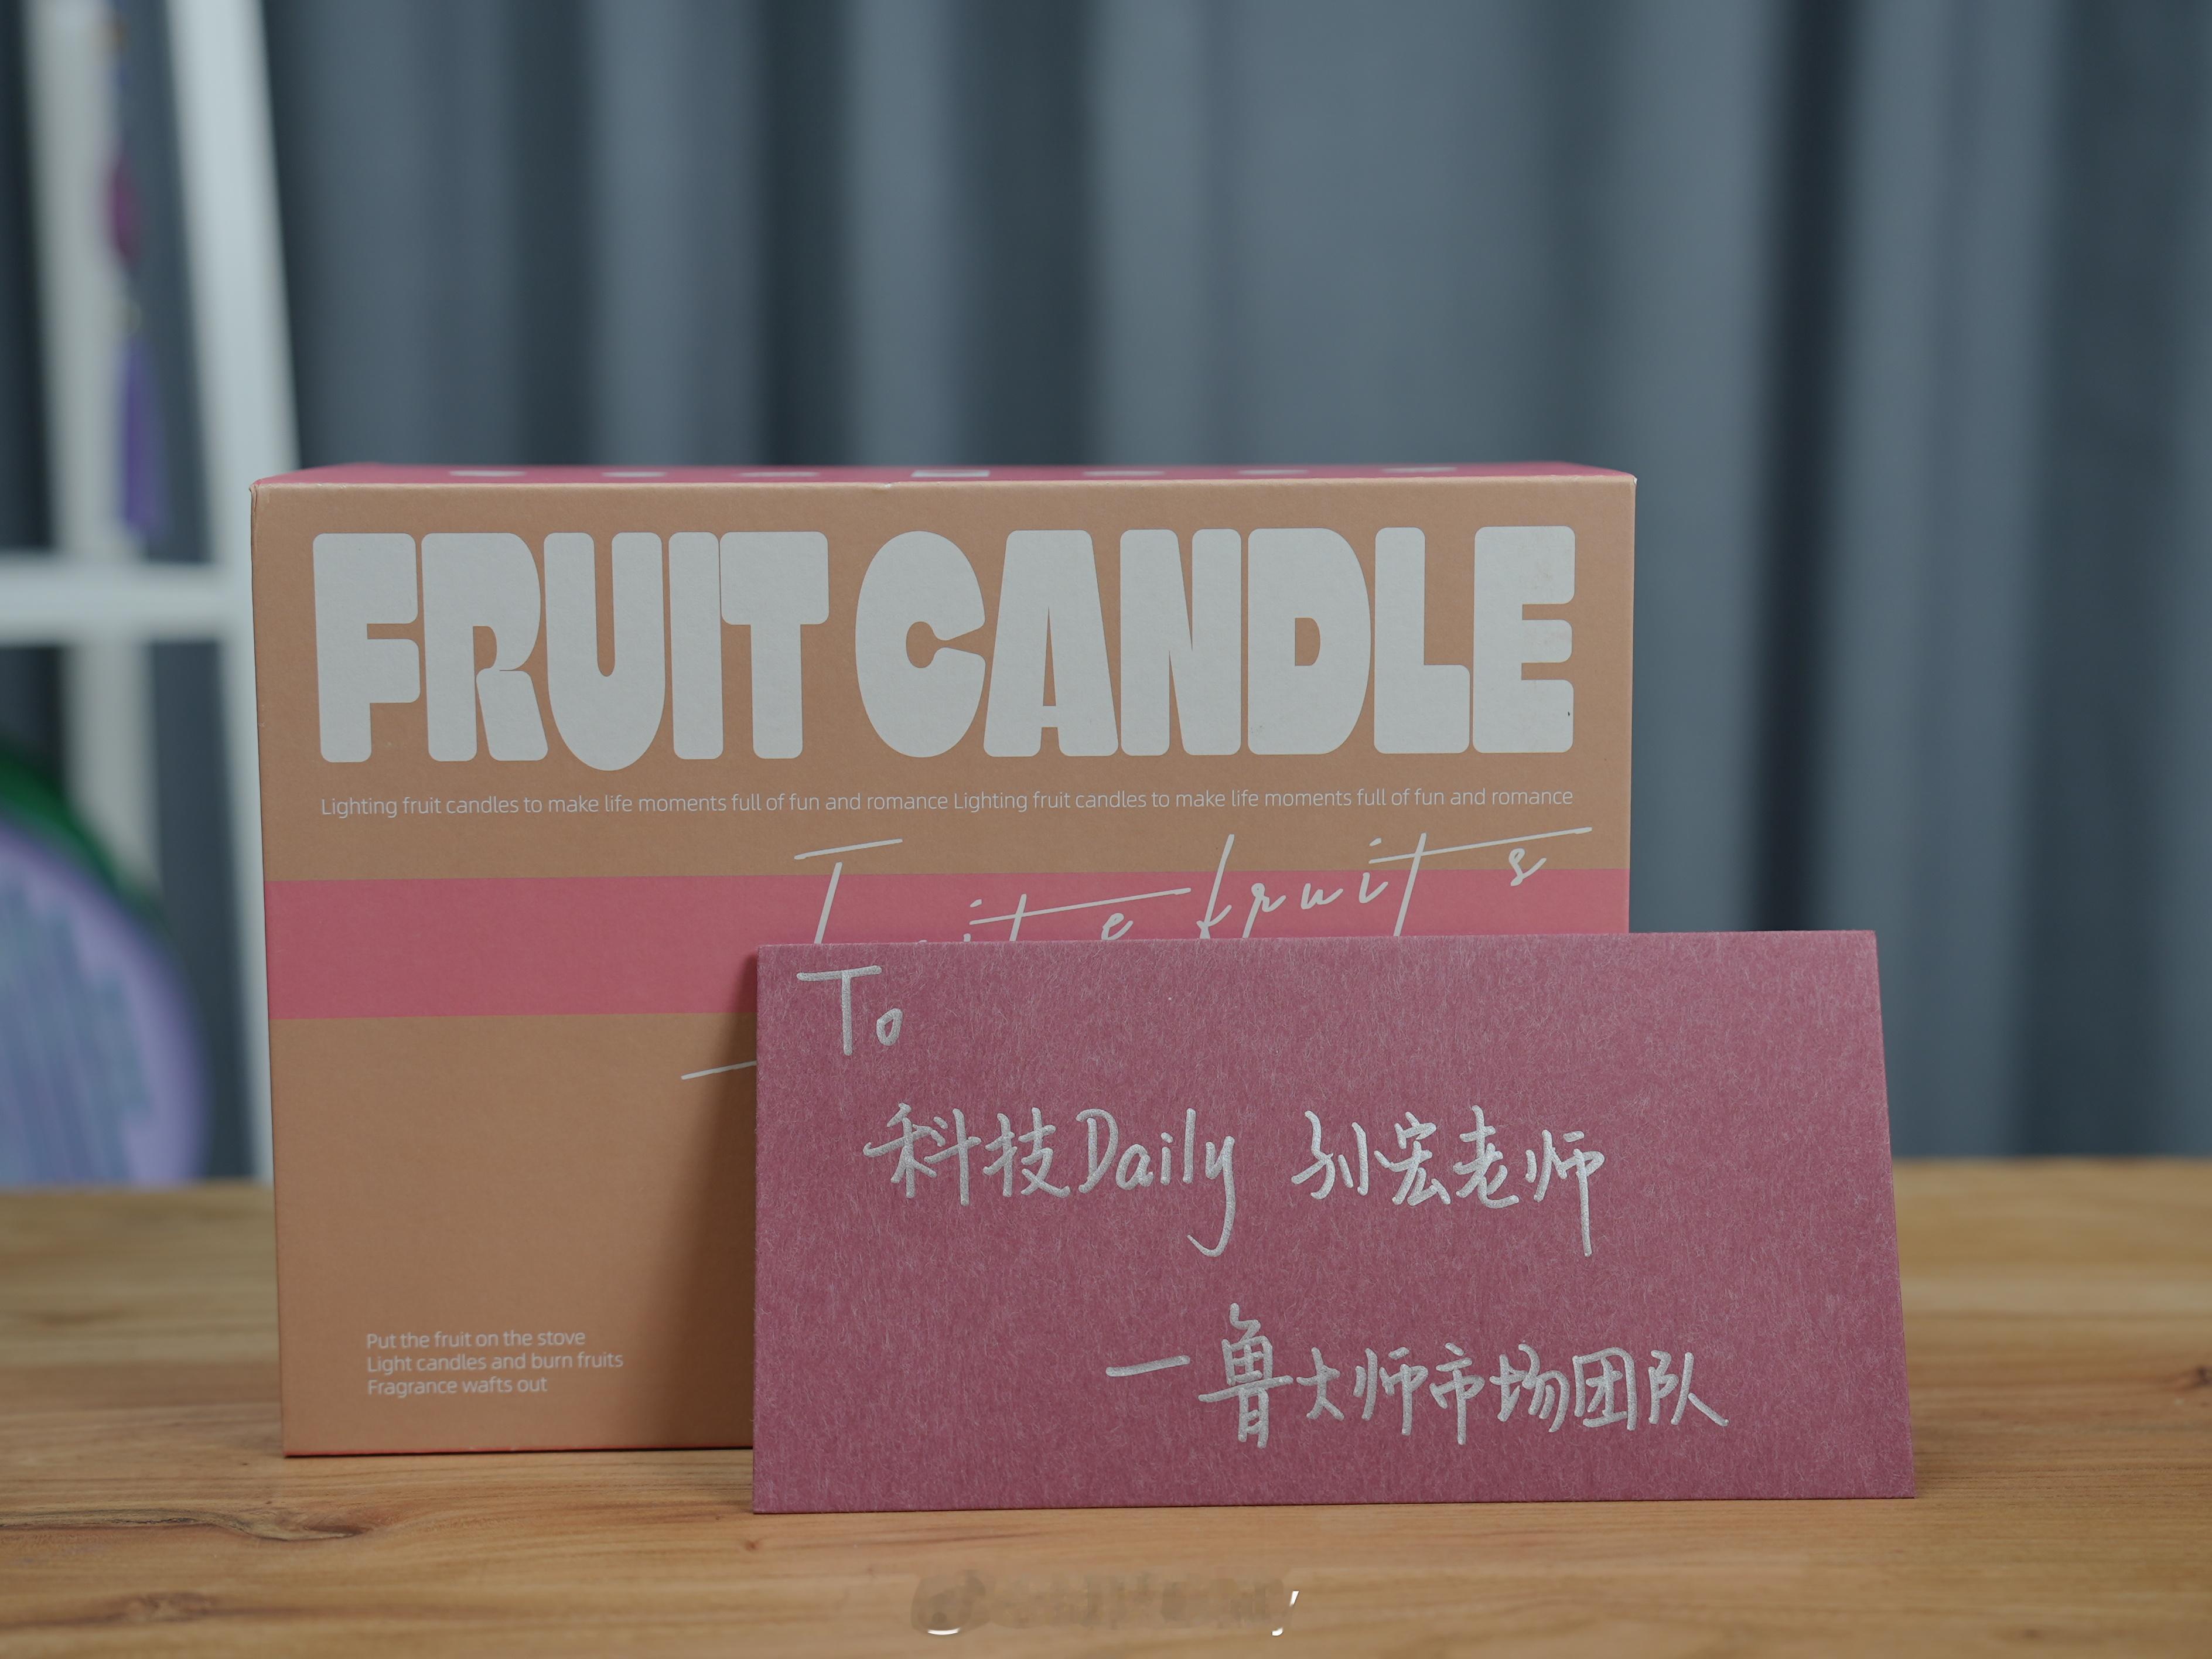 FRUIT CANDLE
Lighting fruit candles to make life moments full of fun and romance Lighting fruit candles to make life moments full of fun and romance
fruits
Put the fruit on the stove
Light candles and burn fruits
Fragrance wafts out
To
科技Daily 孙宏老师
一鲁大师市场团队